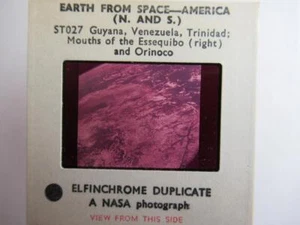 EARTH FROM SPACE—AMERICA
(N. AND S.)
ST027 Guyana, Venezuela, Trinidad;
Mouths of the Essequibo (right)
and Orinoco
ELFINCHROME DUPLICATE
A NASA photograph
VIEW FROM THIS SIDE